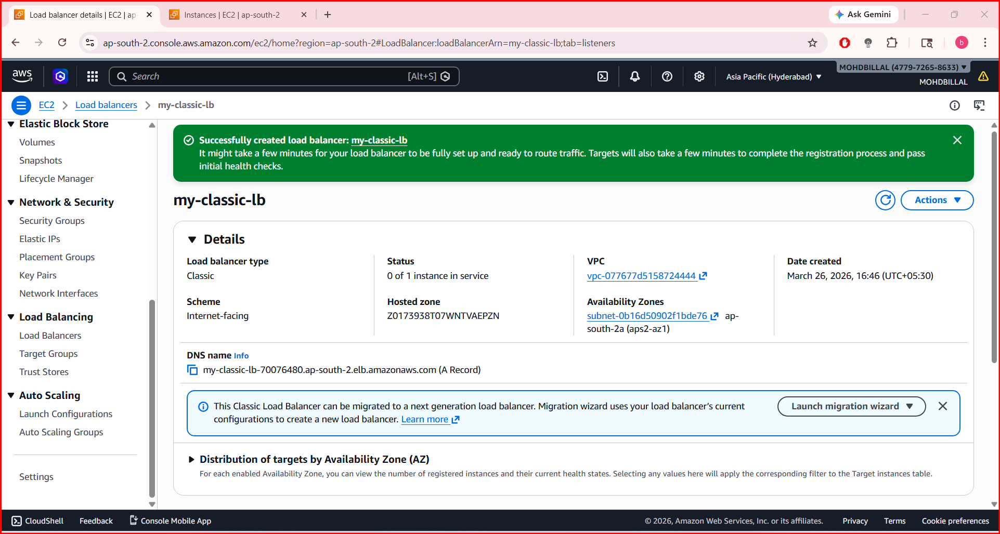 Load balancer details | EC2 | ap-
Instances | EC2 | ap-south-2
Ask Gemini
ap-south-2.console.aws.amazon.com/ec2/home?region=ap-south-2#LoadBalancer:loadBalancerArn=my-classic-lb;tab=listeners
b
aws
Search
[Alt+S]
Asia Pacific (Hyderabad)
MOHDBILLAL (4779-7265-8633)
MOHDBILLAL
EC2
Load balancers
my-classic-lb
Elastic Block Store
Volumes
Snapshots
Lifecycle Manager
Network & Security
Security Groups
Elastic IPs
Placement Groups
Key Pairs
Network Interfaces
Load Balancing
Load Balancers
Target Groups
Trust Stores
Auto Scaling
Launch Configurations
Auto Scaling Groups
Settings
Successfully created load balancer: my-classic-lb
It might take a few minutes for your load balancer to be fully set up and ready to route traffic. Targets will also take a few minutes to complete the registration process and pass
initial health checks.
my-classic-lb
Actions
Details
Load balancer type
Classic
Status
0 of 1 instance in service
VPC
vpc-077677d5158724444
Date created
March 26, 2026, 16:46 (UTC+05:30)
Scheme
Internet-facing
Hosted zone
Z0173938T07WNTVAEPZN
Availability Zones
subnet-0b16d50902f1bde76 ap-
south-2a (aps2-az1)
DNS name Info
my-classic-lb-70076480.ap-south-2.elb.amazonaws.com (A Record)
This Classic Load Balancer can be migrated to a next generation load balancer. Migration wizard uses your load balancer's current
configurations to create a new load balancer. Learn more
Launch migration wizard
Distribution of targets by Availability Zone (AZ)
For each enabled Availability Zone, you can view the number of registered instances and their current health states. Selecting any values here will apply the corresponding filter to the Target instances table.
CloudShell
Feedback
Console Mobile App
© 2026, Amazon Web Services, Inc. or its affiliates.
Privacy
Terms
Cookie preferences